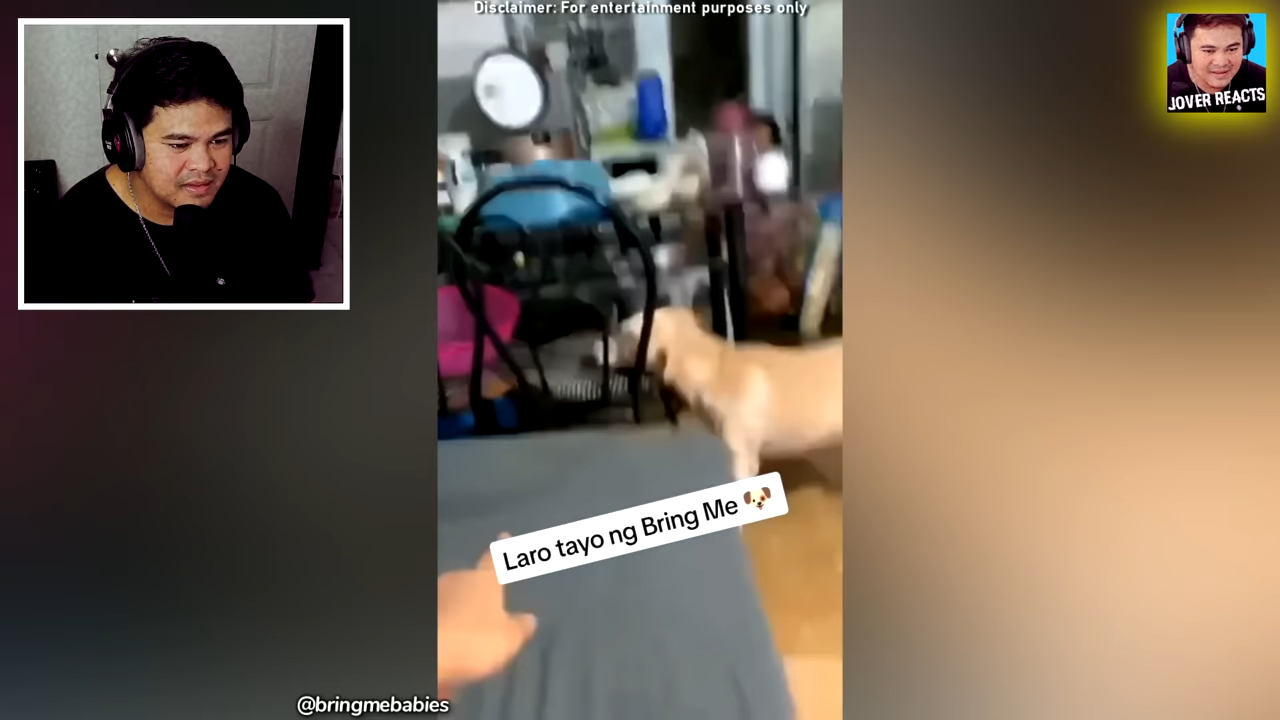 Disclaimer: For entertainment purposes only
JOVER REACTS
Laro tayo ng Bring Me 🐶
@bringmebabies